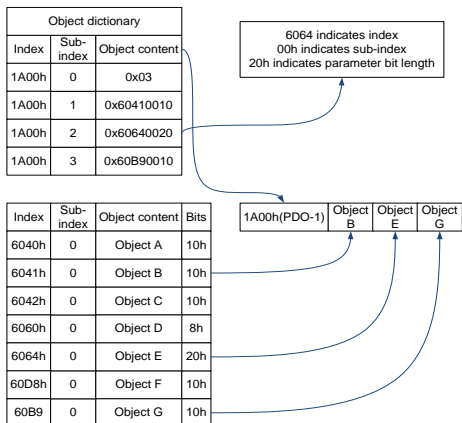 Object dictionary
Index Sub-index Object content
1A00h 0 0x03
1A00h 1 0x60410010
1A00h 2 0x60640020
1A00h 3 0x60B90010
6064 indicates index
00h indicates sub-index
20h indicates parameter bit length
Index Sub-index Object content Bits
6040h 0 Object A 10h
6041h 0 Object B 10h
6042h 0 Object C 10h
6060h 0 Object D 8h
6064h 0 Object E 20h
60D8h 0 Object F 10h
60B9 0 Object G 10h
1A00h(PDO-1) Object B Object E Object G